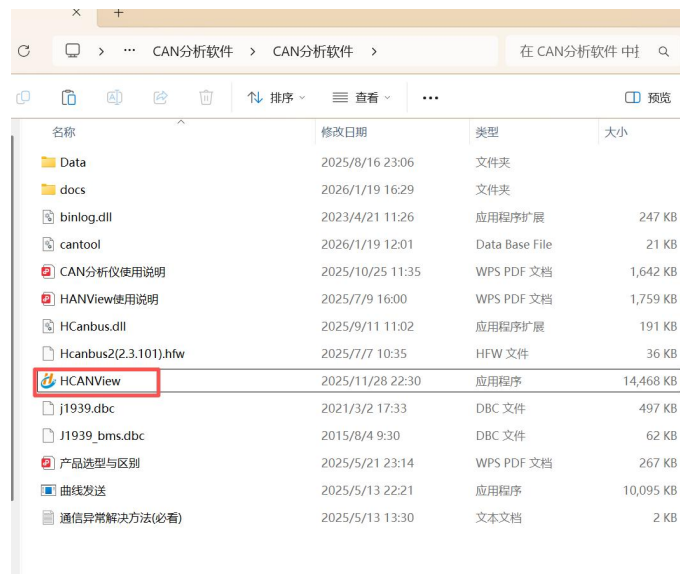 CAN分析软件 > CAN分析软件 >
在 CAN分析软件 中
排序 查看 预览
名称 修改日期 类型 大小
Data 2025/8/16 23:06 文件夹
docs 2026/1/19 16:29 文件夹
binlog.dll 2023/4/21 11:26 应用程序扩展 247 KB
cantool 2026/1/19 12:01 Data Base File 21 KB
CAN分析仪使用说明 2025/10/25 11:35 WPS PDF 文档 1,642 KB
HANView使用说明 2025/7/9 16:00 WPS PDF 文档 1,759 KB
HCanbus.dll 2025/9/11 11:02 应用程序扩展 191 KB
Hcanbus2(2.3.101).hfw 2025/7/7 10:35 HFW 文件 36 KB
HCANView 2025/11/28 22:30 应用程序 14,468 KB
j1939.dbc 2021/3/2 17:33 DBC 文件 497 KB
J1939_bms.dbc 2015/8/4 9:30 DBC 文件 62 KB
产品选型与区别 2025/5/21 23:14 WPS PDF 文档 267 KB
曲线发送 2025/5/13 22:21 应用程序 10,095 KB
通信异常解决方法(必看) 2025/5/13 13:30 文本文档 2 KB